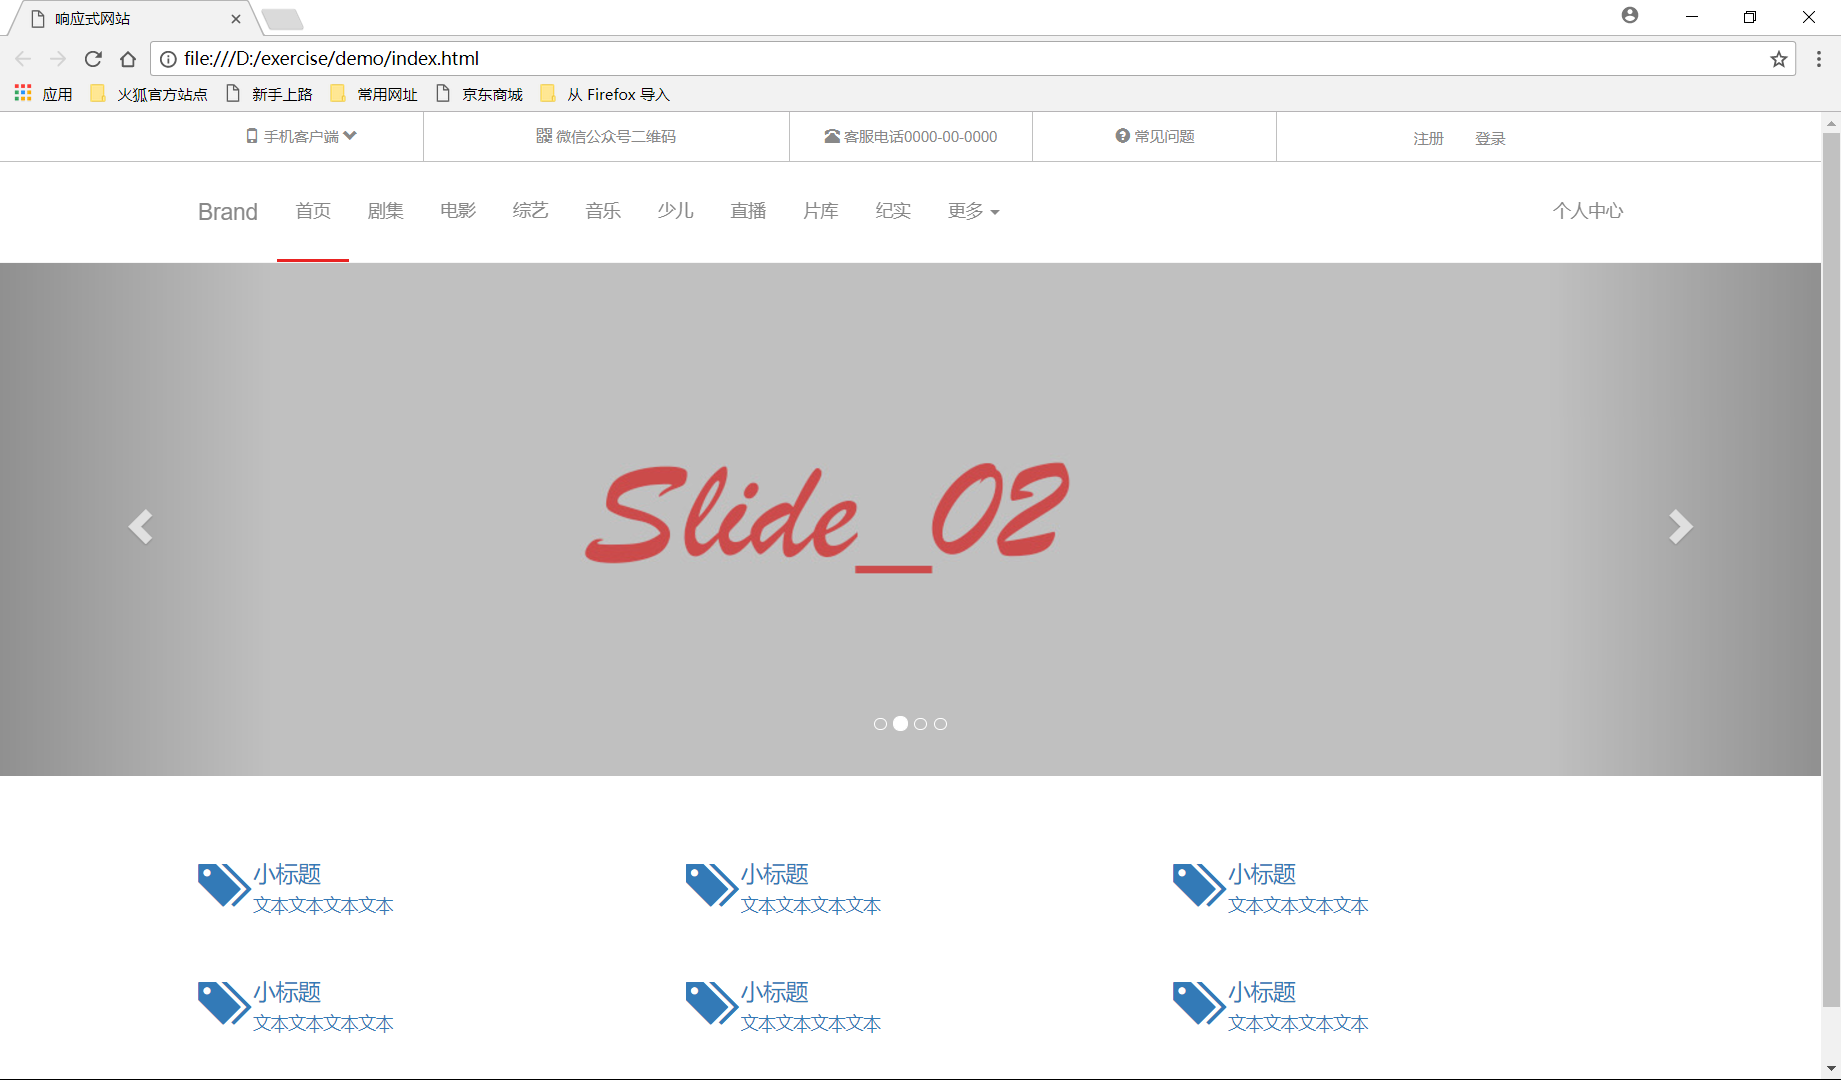 响应式网站
file:///D:/exercise/demo/index.html
应用 火狐官方站点 新手上路 常用网址 京东商城 从 Firefox 导入
手机客户端 微信公众号二维码 客服电话0000-00-0000 常见问题 注册 登录
Brand 首页 剧集 电影 综艺 音乐 少儿 直播 片库 纪实 更多 个人中心
Slide_02
小标题 小标题 小标题
文本文本文本文本 文本文本文本文本 文本文本文本文本
小标题 小标题 小标题
文本文本文本文本 文本文本文本文本 文本文本文本文本